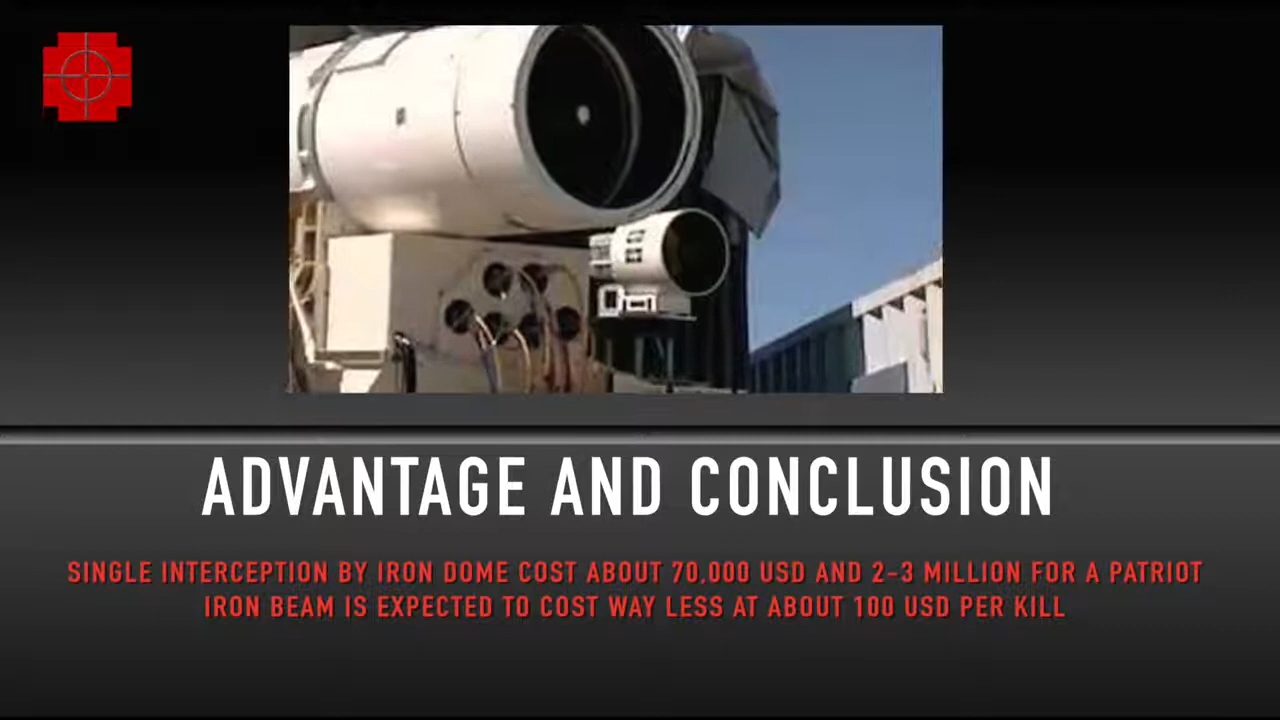 ADVANTAGE AND CONCLUSION
SINGLE INTERCEPTION BY IRON DOME COST ABOUT 70,000 USD AND 2-3 MILLION FOR A PATRIOT
IRON BEAM IS EXPECTED TO COST WAY LESS AT ABOUT 100 USD PER KILL